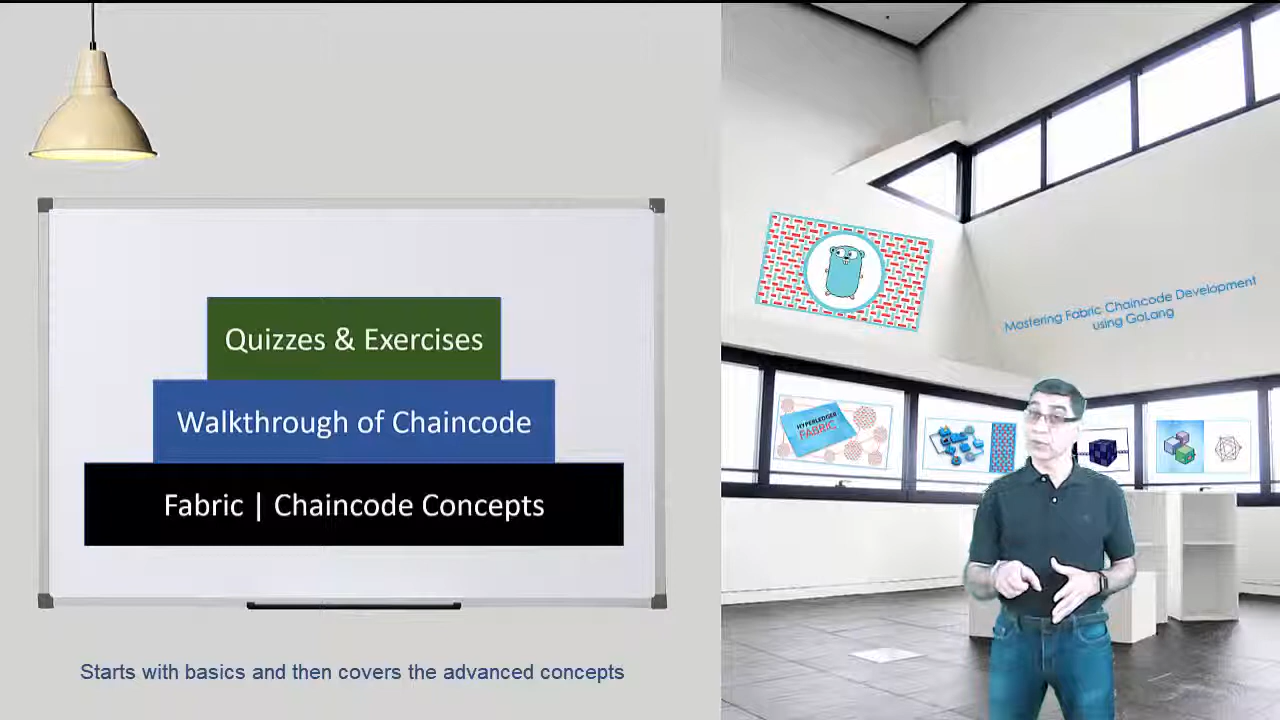 Quizzes & Exercises
Walkthrough of Chaincode
Fabric | Chaincode Concepts
Starts with basics and then covers the advanced concepts
Mastering Fabric Chaincode Development
using GoLang
HYPERLEDGER
FABRIC